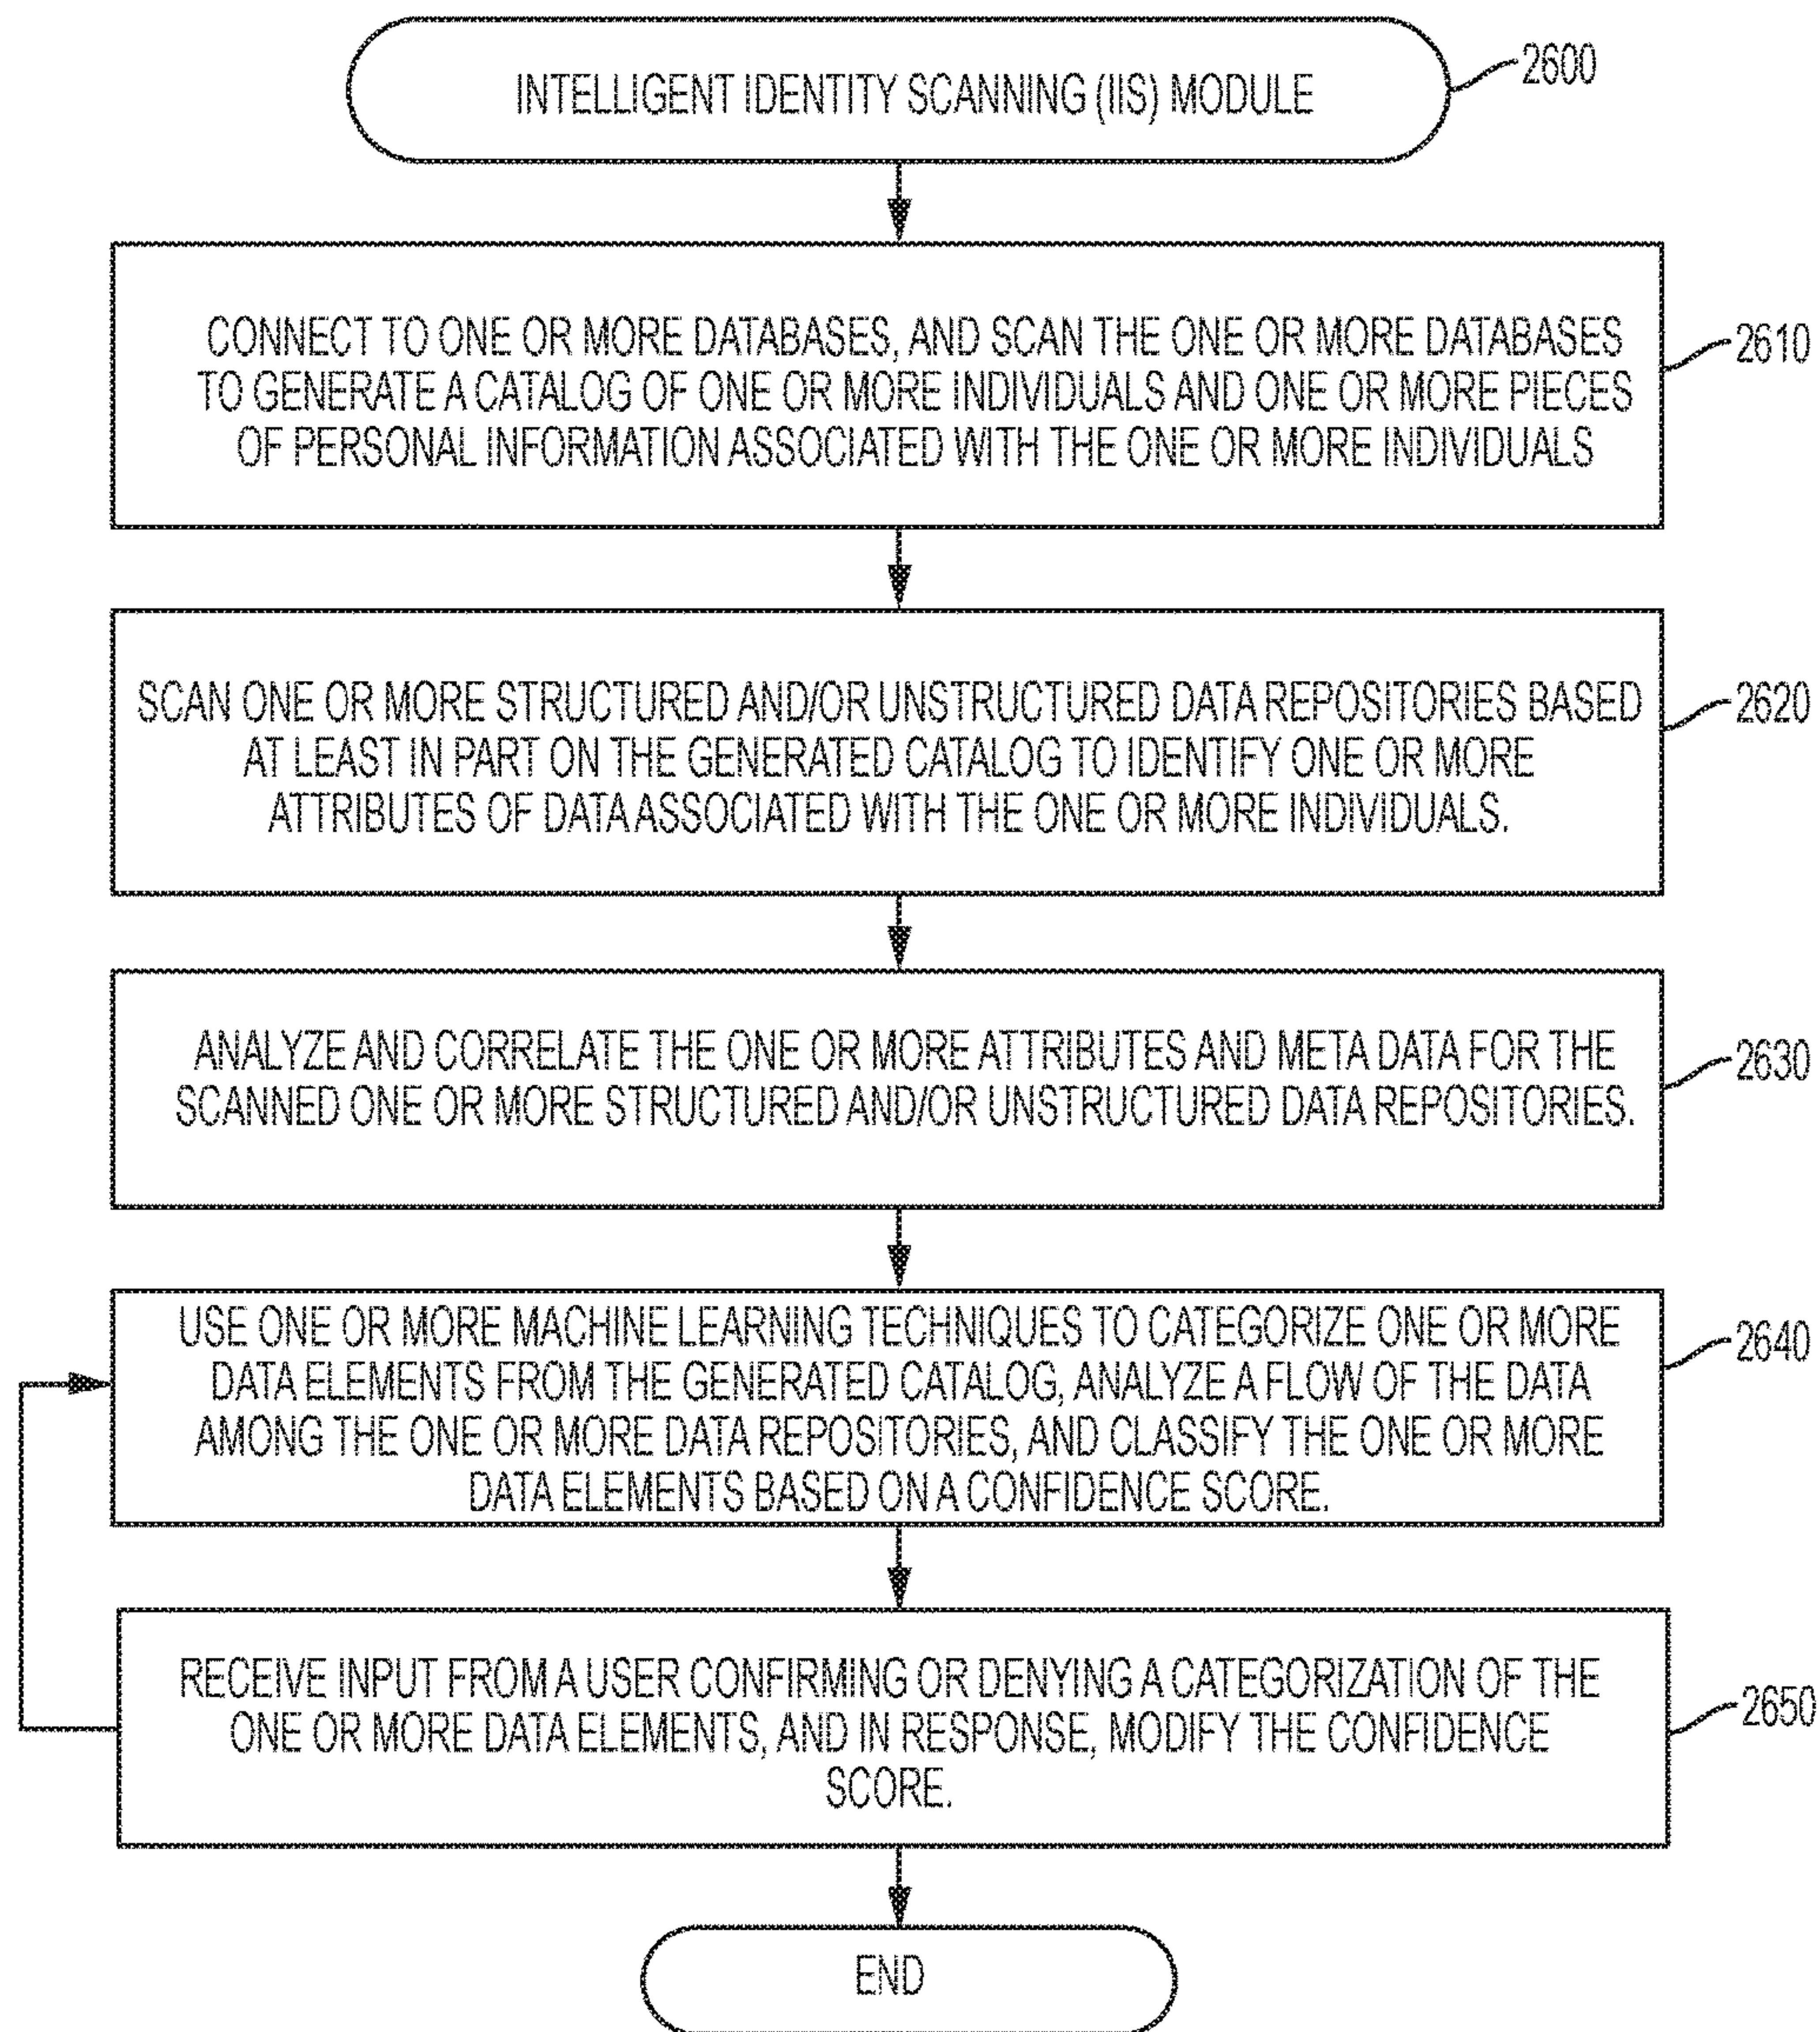 INTELLIGENT IDENTITY SCANNING (IIS) MODULE
2600
CONNECT TO ONE OR MORE DATABASES, AND SCAN THE ONE OR MORE DATABASES
TO GENERATE A CATALOG OF ONE OR MORE INDIVIDUALS AND ONE OR MORE PIECES
OF PERSONAL INFORMATION ASSOCIATED WITH THE ONE OR MORE INDIVIDUALS
2610
SCAN ONE OR MORE STRUCTURED AND/OR UNSTRUCTURED DATA REPOSITORIES BASED
AT LEAST IN PART ON THE GENERATED CATALOG TO IDENTIFY ONE OR MORE
ATTRIBUTES OF DATA ASSOCIATED WITH THE ONE OR MORE INDIVIDUALS.
2620
ANALYZE AND CORRELATE THE ONE OR MORE ATTRIBUTES AND META DATA FOR THE
SCANNED ONE OR MORE STRUCTURED AND/OR UNSTRUCTURED DATA REPOSITORIES.
2630
USE ONE OR MORE MACHINE LEARNING TECHNIQUES TO CATEGORIZE ONE OR MORE
DATA ELEMENTS FROM THE GENERATED CATALOG, ANALYZE A FLOW OF THE DATA
AMONG THE ONE OR MORE DATA REPOSITORIES, AND CLASSIFY THE ONE OR MORE
DATA ELEMENTS BASED ON A CONFIDENCE SCORE.
2640
RECEIVE INPUT FROM A USER CONFIRMING OR DENYING A CATEGORIZATION OF THE
ONE OR MORE DATA ELEMENTS, AND IN RESPONSE, MODIFY THE CONFIDENCE
SCORE.
2650
END